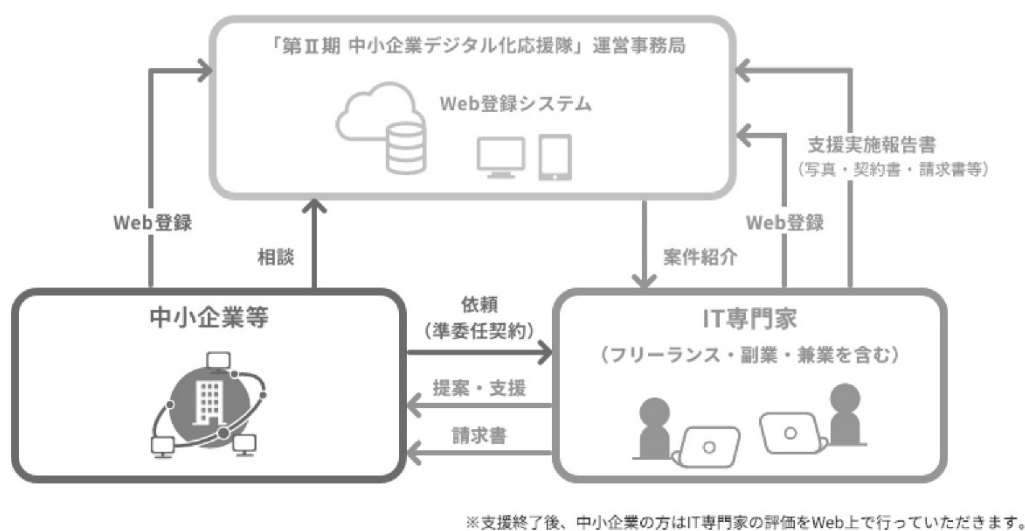 「第Ⅱ期 中小企業デジタル化応援隊」運営事務局
Web登録システム
支援実施報告書
（写真・契約書・請求書等）
Web登録
相談
案件紹介
Web登録
中小企業等
依頼
（準委任契約）
提案・支援
請求書
IT専門家
（フリーランス・副業・兼業を含む）
※支援終了後、中小企業の方はIT専門家の評価をWeb上で行っていただきます。